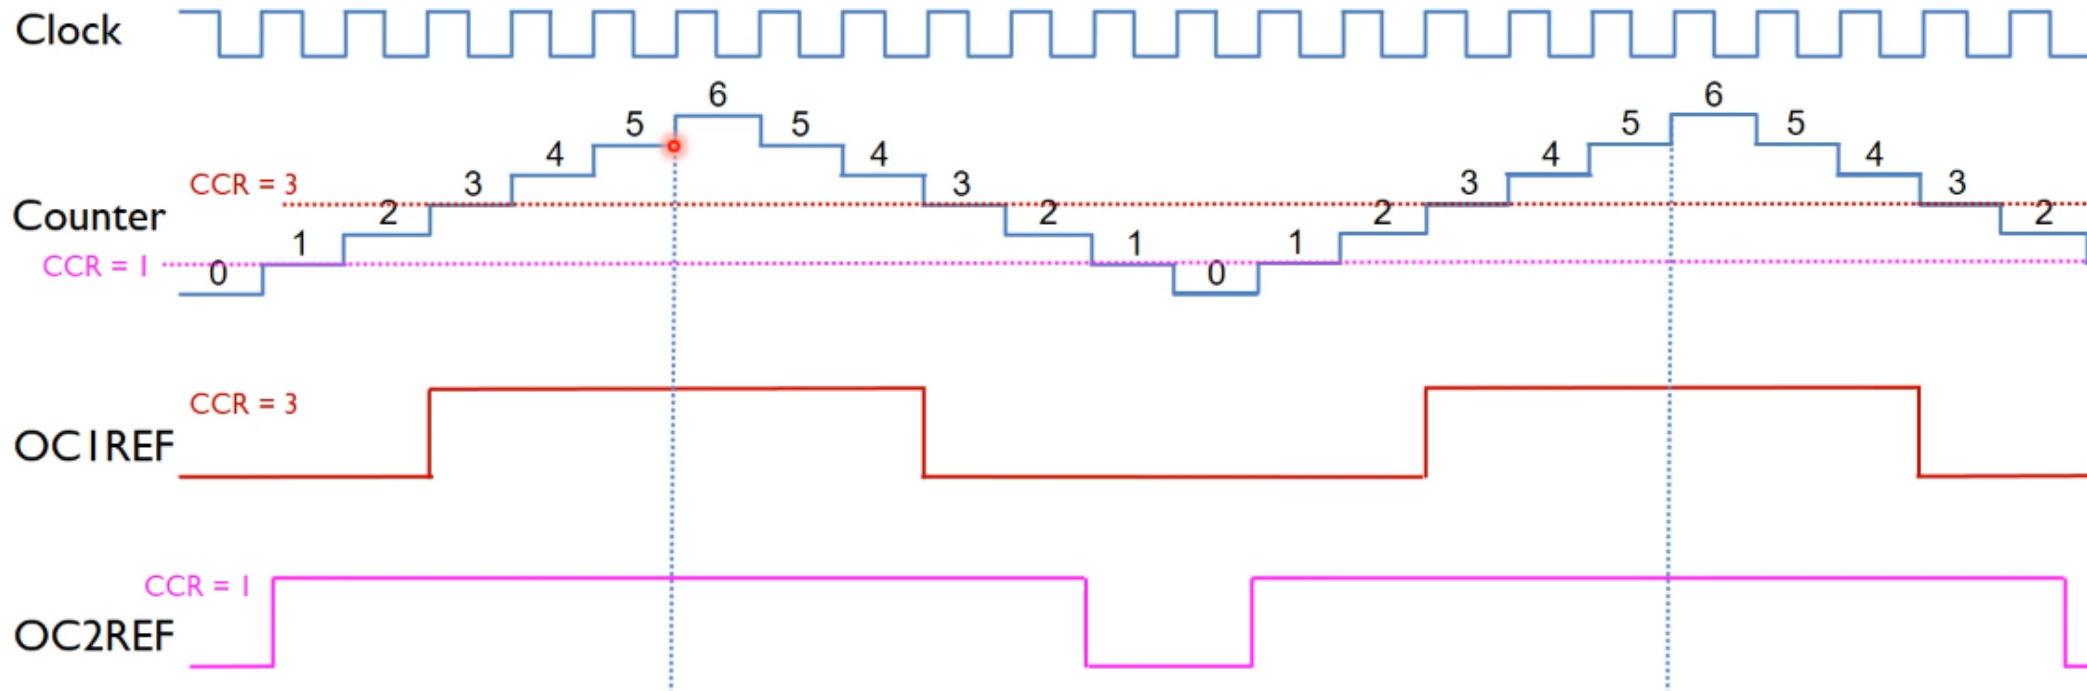 Clock
6
5 5
4 4
CCR = 3 3 3
Counter 2 2
1 1
CCR = 1 0 0
6
5 5
4 4
3 3
2 2
1
CCR = 3
OC1REF
CCR = 1
OC2REF